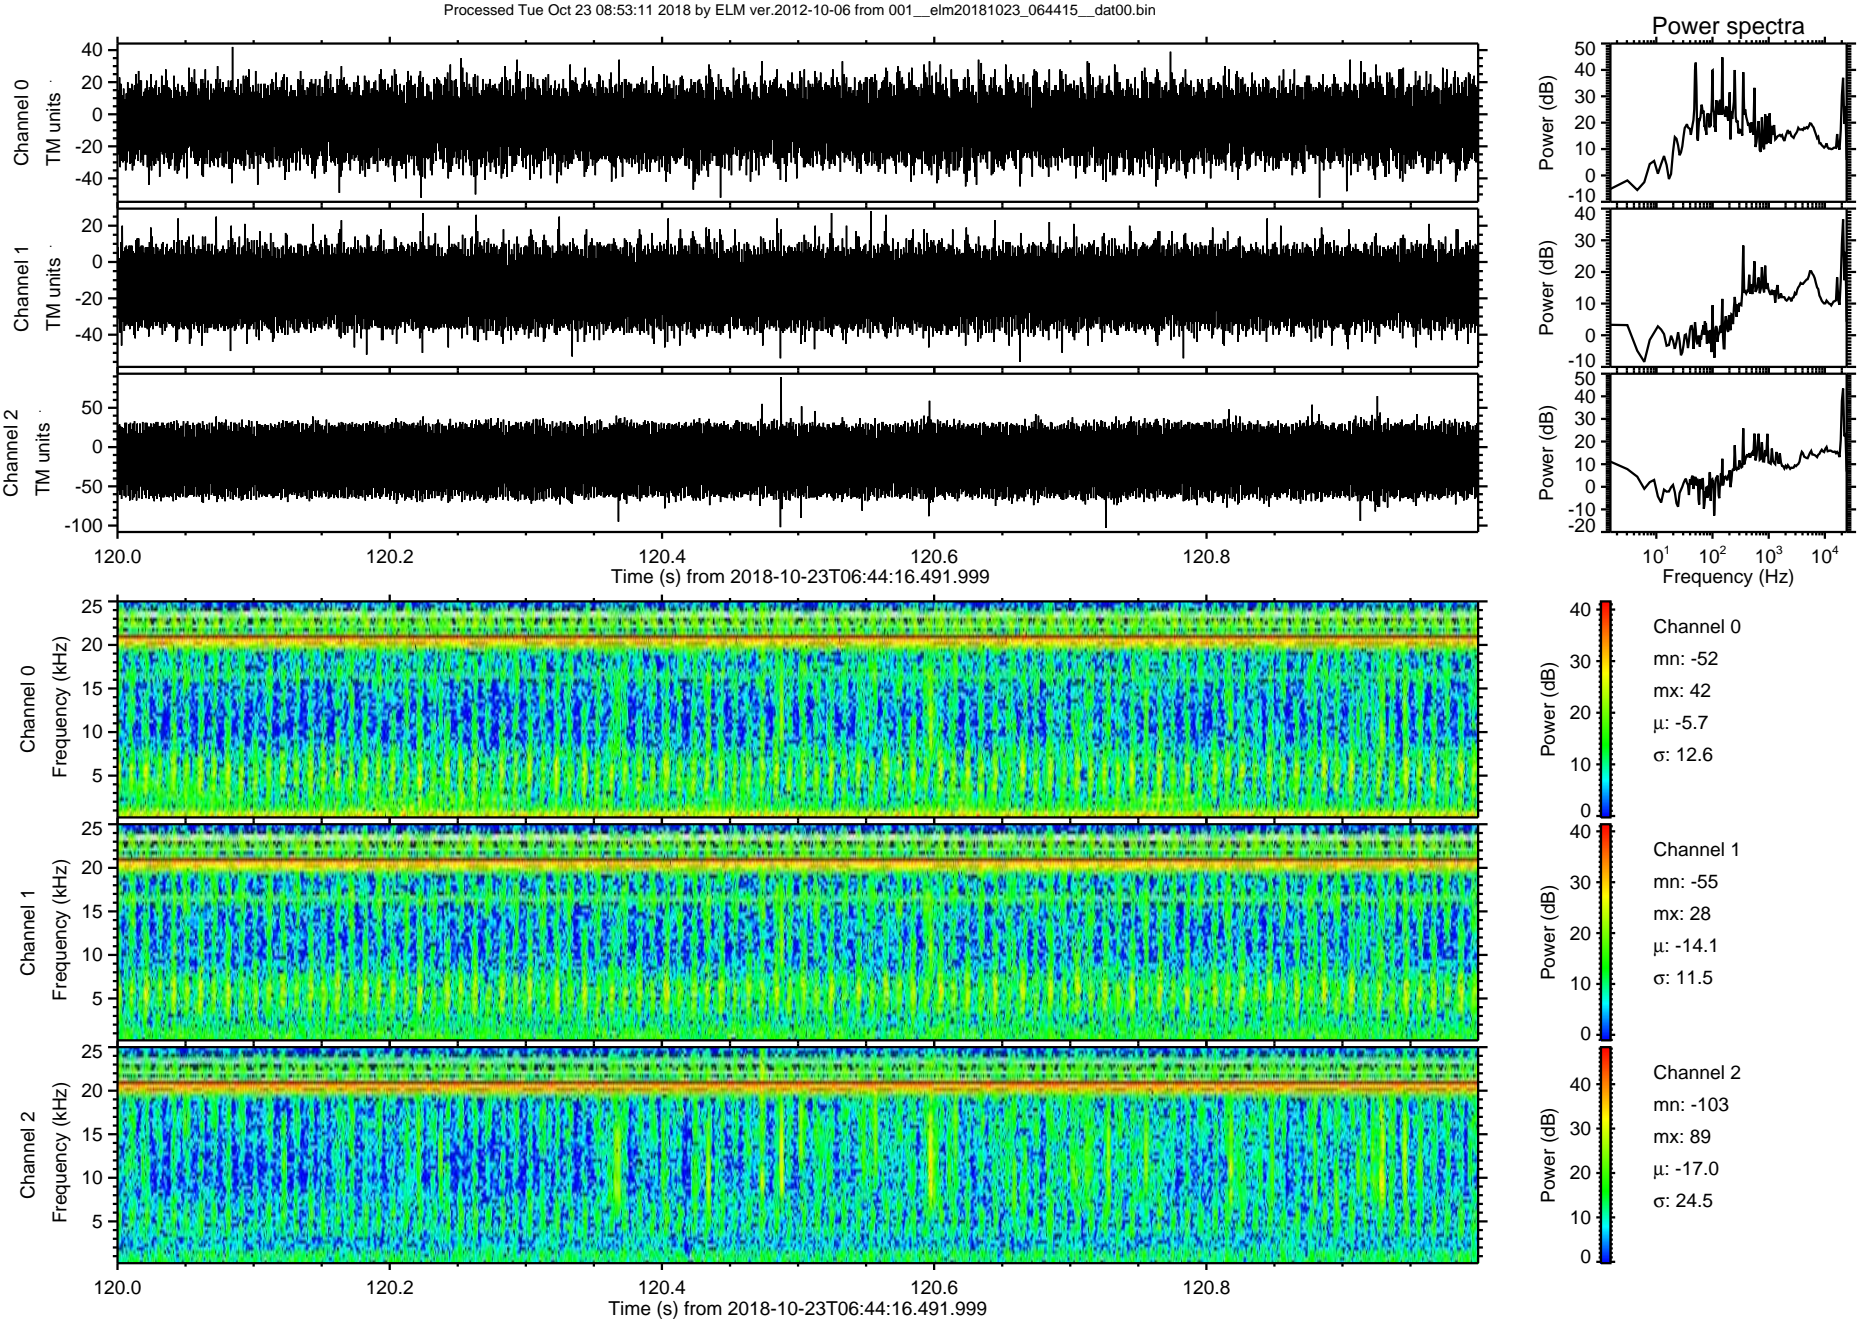 Processed Tue Oct 23 08:53:11 2018 by ELM ver.2012-10-06 from 001__elm20181023_064415__dat00.bin
Power spectra
Channel 0
TM units
40
20
0
-20
-40
Power (dB)
50
40
30
20
10
0
-10
Channel 1
TM units
20
0
-20
-40
Power (dB)
40
30
20
10
0
-10
Channel 2
TM units
50
0
-50
-100
Power (dB)
50
40
30
20
10
0
-10
-20
120.0 120.2 120.4 120.6 120.8
Time (s) from 2018-10-23T06:44:16.491.999
10¹ 10² 10³ 10⁴
Frequency (Hz)
Channel 0
Frequency (kHz)
25
20
15
10
5
Power (dB)
40
30
20
10
0
Channel 0
mn: -52
mx: 42
µ: -5.7
σ: 12.6
Channel 1
Frequency (kHz)
25
20
15
10
5
Power (dB)
40
30
20
10
0
Channel 1
mn: -55
mx: 28
µ: -14.1
σ: 11.5
Channel 2
Frequency (kHz)
25
20
15
10
5
Power (dB)
40
30
20
10
0
Channel 2
mn: -103
mx: 89
µ: -17.0
σ: 24.5
120.0 120.2 120.4 120.6 120.8
Time (s) from 2018-10-23T06:44:16.491.999